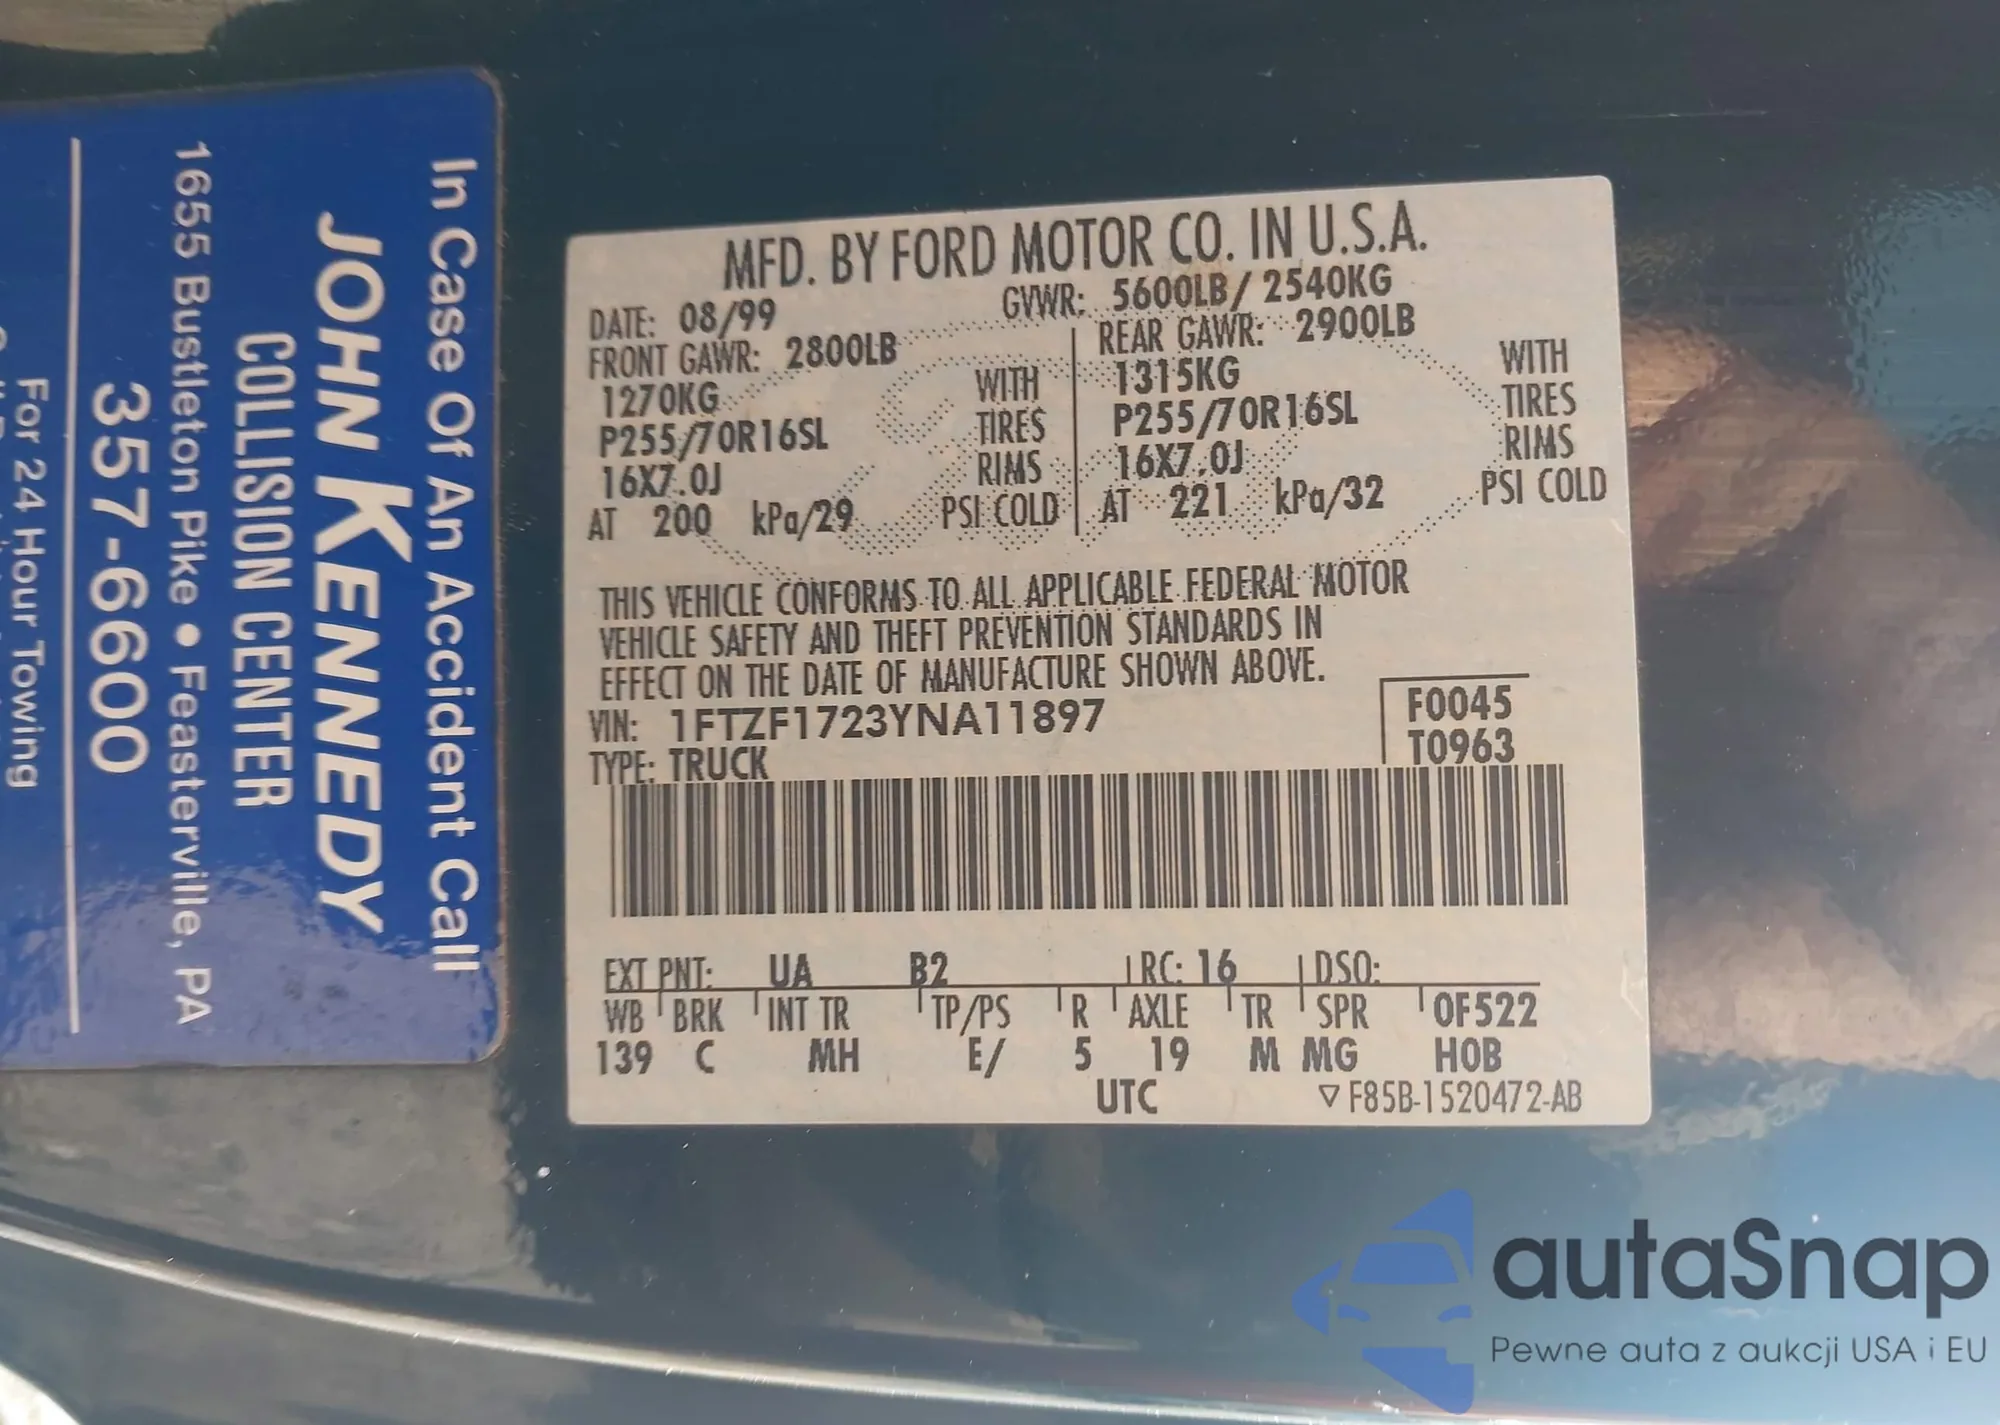 In Case Of An Accident Call
JOHN KENNEDY
COLLISION CENTER
1655 Bustleton Pike • Feasterville, PA
357-6600
For 24 Hour Towing
MFD. BY FORD MOTOR CO. IN U.S.A.
DATE: 08/99 GVWR: 5600LB/ 2540KG
FRONT GAWR: 2800LB REAR GAWR: 2900LB
1270KG WITH 1315KG WITH
P255/70R16SL TIRES P255/70R16SL TIRES
16X7.0J RIMS 16X7.0J RIMS
AT 200 kPa/29 PSI COLD AT 221 kPa/32 PSI COLD
THIS VEHICLE CONFORMS TO ALL APPLICABLE FEDERAL MOTOR
VEHICLE SAFETY AND THEFT PREVENTION STANDARDS IN
EFFECT ON THE DATE OF MANUFACTURE SHOWN ABOVE.
VIN: 1FTZF1723YNA11897 F0045
TYPE: TRUCK T0963
EXT PNT: UA B2 RC: 16 DSO:
WB BRK INT TR TP/PS R AXLE TR SPR 0F522
139 C MH E/ 5 19 M MG H0B
UTC ▽ F85B-1520472-AB
autaSnap
Pewne auta z aukcji USA i EU